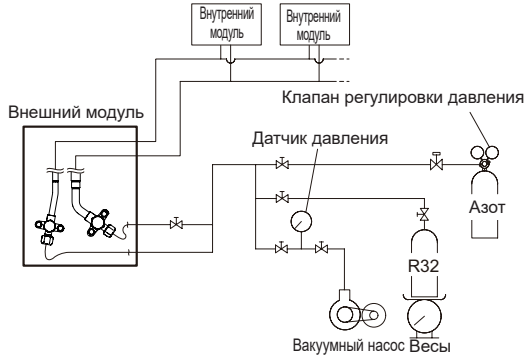 Внутренний
модуль
Внутренний
модуль
Внешний модуль
Клапан регулировки давления
Датчик давления
Азот
R32
Вакуумный насос
Весы